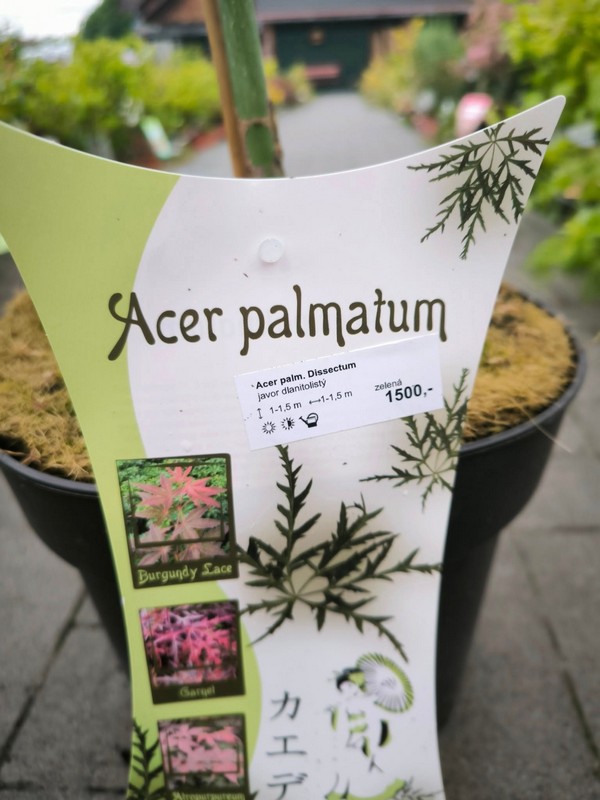 Acer palmatum
Acer palm. Dissectum
javor dlanitolistý
1-1,5 m 1-1,5 m
zelená
1500,-
Burgundy Lace
Garnet
Atropurpureum
カエデ